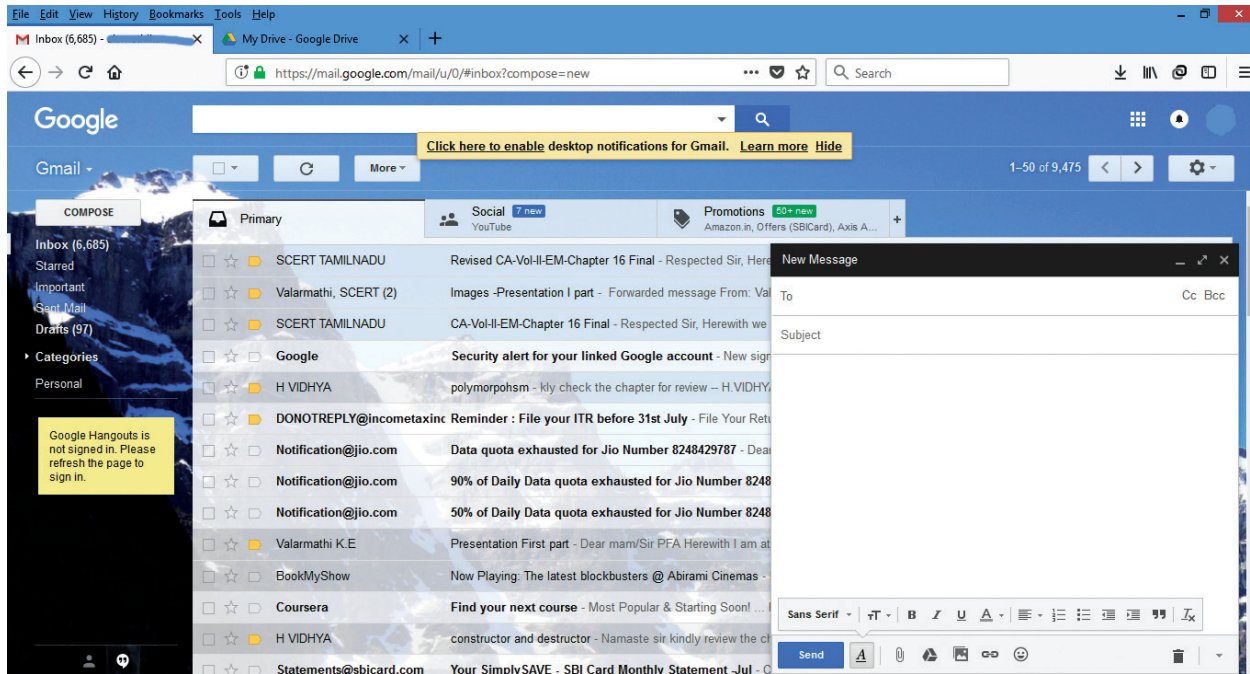 File Edit View History Bookmarks Tools Help
Inbox (6,685) -
My Drive - Google Drive
https://mail.google.com/mail/u/0/#inbox?compose=new
Search
Google
Click here to enable desktop notifications for Gmail. Learn more Hide
Gmail
More
1–50 of 9,475
COMPOSE
Inbox (6,685)
Starred
Important
Sent Mail
Drafts (97)
Categories
Personal
Google Hangouts is
not signed in. Please
refresh the page to
sign in.
Primary
Social 7 new
YouTube
Promotions 50+ new
Amazon.in, Offers (SBICard), Axis A...
SCERT TAMILNADU Revised CA-Vol-II-EM-Chapter 16 Final - Respected Sir, Here
Valarmathi, SCERT (2) Images -Presentation I part - Forwarded message From: Val
SCERT TAMILNADU CA-Vol-II-EM-Chapter 16 Final - Respected Sir, Herewith we
Google Security alert for your linked Google account - New sign
H VIDHYA polymorpohsm - kly check the chapter for review -- H.VIDHYA
DONOTREPLY@incometaxinc Reminder : File your ITR before 31st July - File Your Retu
Notification@jio.com Data quota exhausted for Jio Number 8248429787 - Dear
Notification@jio.com 90% of Daily Data quota exhausted for Jio Number 8248
Notification@jio.com 50% of Daily Data quota exhausted for Jio Number 8248
Valarmathi K.E Presentation First part - Dear mam/Sir PFA Herewith I am at
BookMyShow Now Playing: The latest blockbusters @ Abirami Cinemas -
Coursera Find your next course - Most Popular & Starting Soon! ...
H VIDHYA constructor and destructor - Namaste sir kindly review the ch
Statements@sbicard.com Your SimplySAVE - SBI Card Monthly Statement -Jul - C
New Message
To Cc Bcc
Subject
Sans Serif
Send